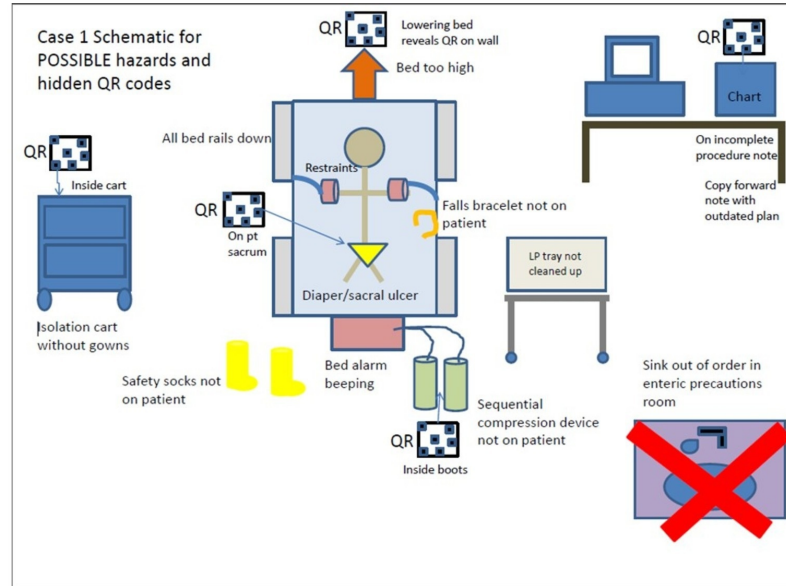 Case 1 Schematic for
POSSIBLE hazards and
hidden QR codes
QR
Lowering bed
reveals QR on wall
Bed too high
QR
Chart
On incomplete
procedure note
Copy forward
note with
outdated plan
All bed rails down
Restraints
QR
Inside cart
QR
On pt
sacrum
Falls bracelet not on
patient
Diaper/sacral ulcer
LP tray not
cleaned up
Isolation cart
without gowns
Safety socks not
on patient
Bed alarm
beeping
Sequential
compression device
not on patient
QR
Inside boots
Sink out of order in
enteric precautions
room